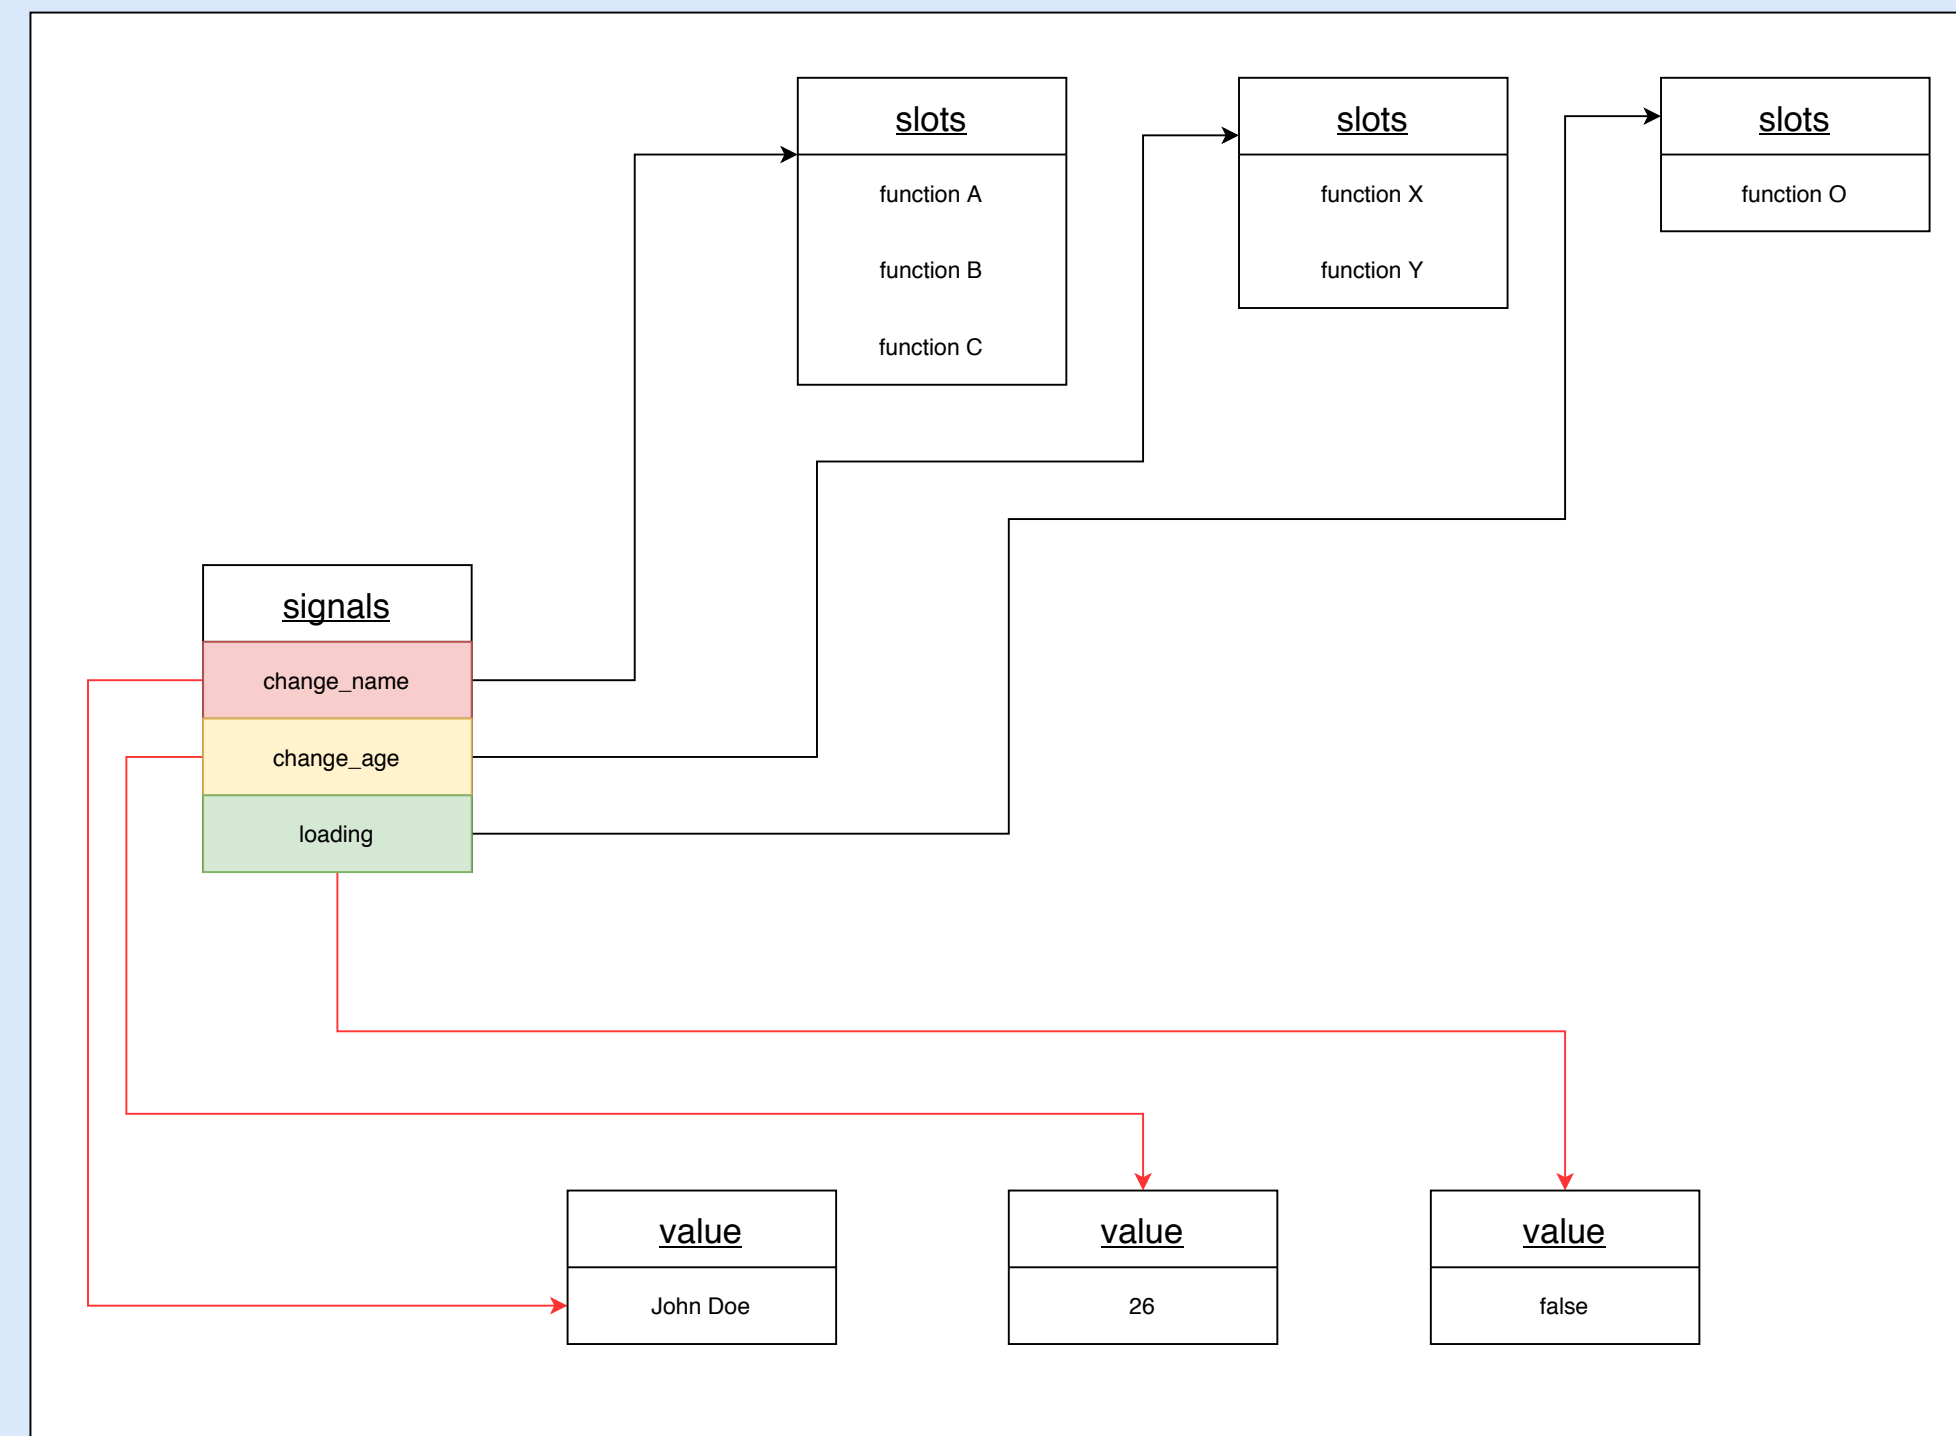 slots
function A
function B
function C
slots
function X
function Y
slots
function O
signals
change_name
change_age
loading
value
John Doe
value
26
value
false